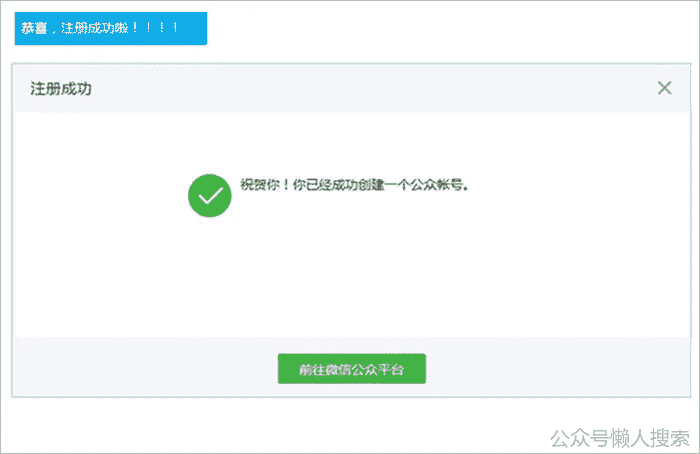 恭喜，注册成功啦！！！！
注册成功
祝贺你！你已经成功创建一个公众帐号。
前往微信公众平台
公众号懒人搜索